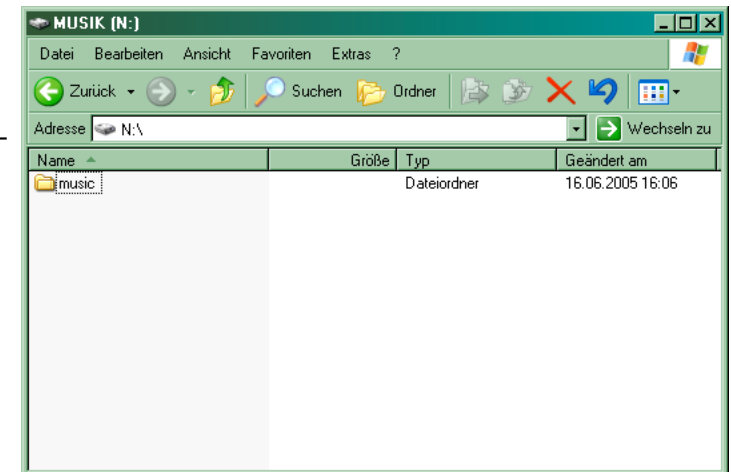 MUSIK (N:)
Datei Bearbeiten Ansicht Favoriten Extras ?
Zurück Suchen Ordner
Adresse N:\ Wechseln zu
Name Größe Typ Geändert am
music Dateiordner 16.06.2005 16:06